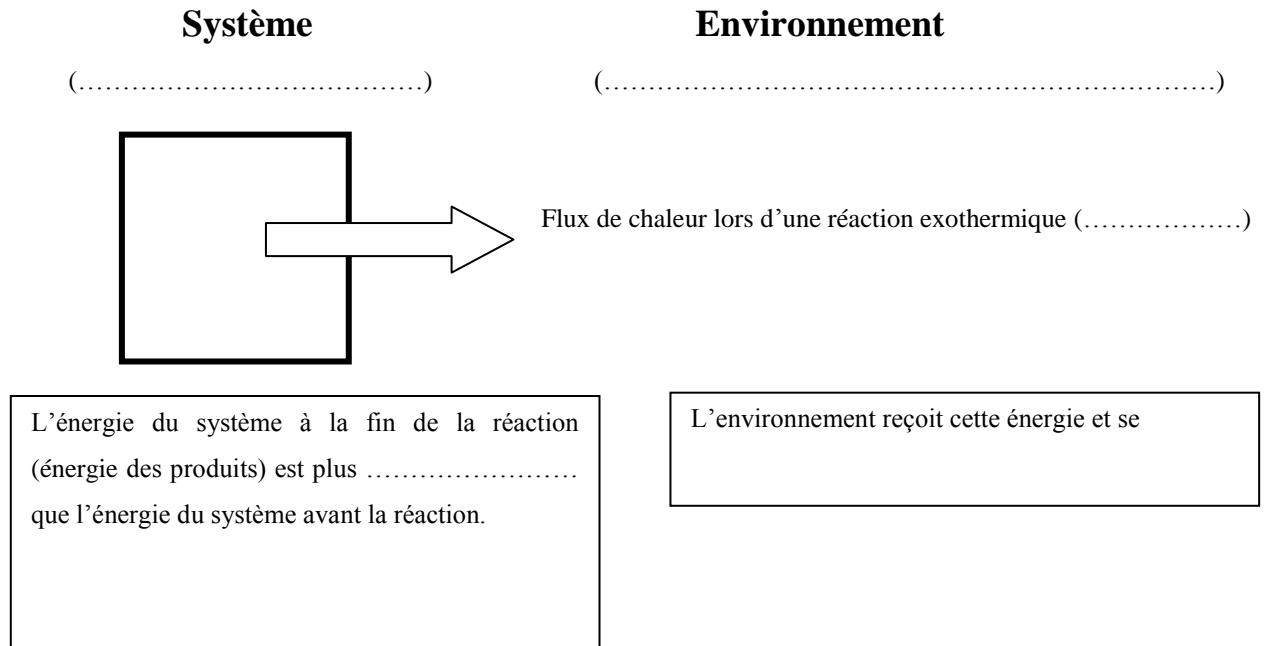 Système
Environnement
(…………………………………)
(……………………………………………………………)
Flux de chaleur lors d’une réaction exothermique (………………)
L’énergie du système à la fin de la réaction
(énergie des produits) est plus ……………………
que l’énergie du système avant la réaction.
L’environnement reçoit cette énergie et se